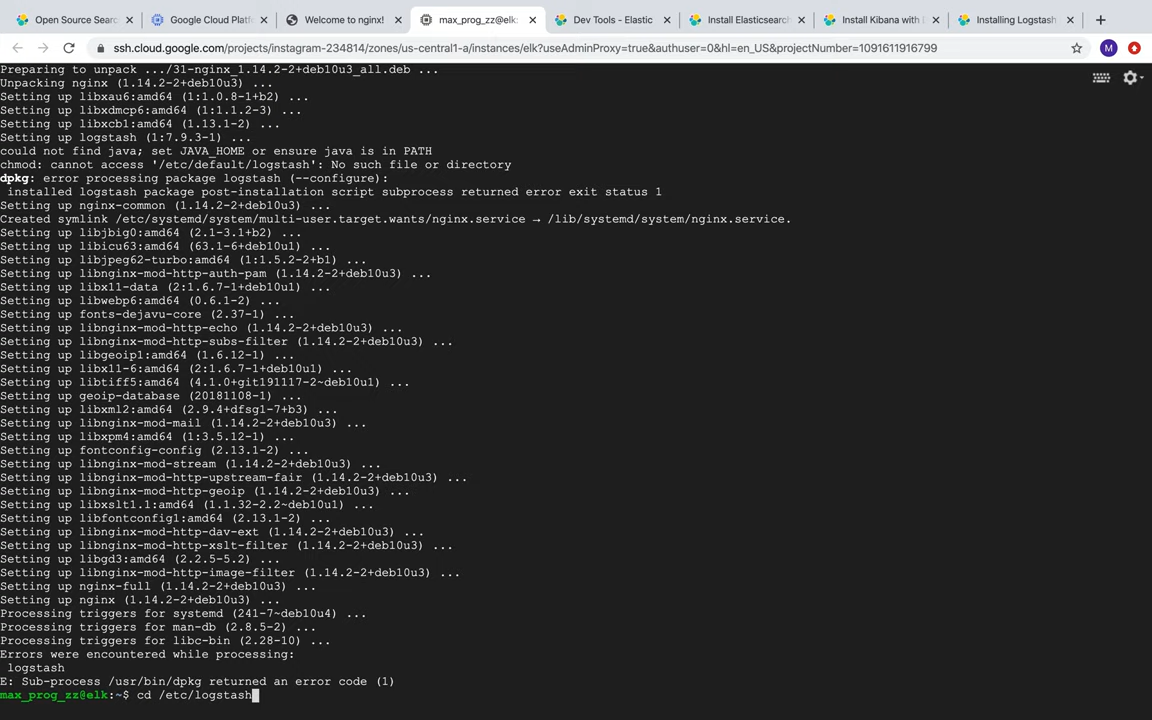 Open Source Searc
Google Cloud Platf
Welcome to nginx!
max_prog_zz@elk:
Dev Tools - Elastic
Install Elasticsearch
Install Kibana with
Installing Logstash
ssh.cloud.google.com/projects/instagram-234814/zones/us-central1-a/instances/elk?useAdminProxy=true&authuser=0&hl=en_US&projectNumber=1091611916799
M
Preparing to unpack .../31-nginx_1.14.2-2+deb10u3_all.deb ...
Unpacking nginx (1.14.2-2+deb10u3) ...
Setting up libxau6:amd64 (1:1.0.8-1+b2) ...
Setting up libxdmcp6:amd64 (1:1.1.2-3) ...
Setting up libxcb1:amd64 (1.13.1-2) ...
Setting up logstash (1:7.9.3-1) ...
could not find java; set JAVA_HOME or ensure java is in PATH
chmod: cannot access '/etc/default/logstash': No such file or directory
dpkg: error processing package logstash (--configure):
 installed logstash package post-installation script subprocess returned error exit status 1
Setting up nginx-common (1.14.2-2+deb10u3) ...
Created symlink /etc/systemd/system/multi-user.target.wants/nginx.service → /lib/systemd/system/nginx.service.
Setting up libjbig0:amd64 (2.1-3.1+b2) ...
Setting up libicu63:amd64 (63.1-6+deb10u1) ...
Setting up libjpeg62-turbo:amd64 (1:1.5.2-2+b1) ...
Setting up libnginx-mod-http-auth-pam (1.14.2-2+deb10u3) ...
Setting up libx11-data (2:1.6.7-1+deb10u1) ...
Setting up libwebp6:amd64 (0.6.1-2) ...
Setting up fonts-dejavu-core (2.37-1) ...
Setting up libnginx-mod-http-echo (1.14.2-2+deb10u3) ...
Setting up libnginx-mod-http-subs-filter (1.14.2-2+deb10u3) ...
Setting up libgeoip1:amd64 (1.6.12-1) ...
Setting up libx11-6:amd64 (2:1.6.7-1+deb10u1) ...
Setting up libtiff5:amd64 (4.1.0+git191117-2~deb10u1) ...
Setting up geoip-database (20181108-1) ...
Setting up libxml2:amd64 (2.9.4+dfsg1-7+b3) ...
Setting up libnginx-mod-mail (1.14.2-2+deb10u3) ...
Setting up libxpm4:amd64 (1:3.5.12-1) ...
Setting up fontconfig-config (2.13.1-2) ...
Setting up libnginx-mod-stream (1.14.2-2+deb10u3) ...
Setting up libnginx-mod-http-upstream-fair (1.14.2-2+deb10u3) ...
Setting up libnginx-mod-http-geoip (1.14.2-2+deb10u3) ...
Setting up libxslt1.1:amd64 (1.1.32-2.2~deb10u1) ...
Setting up libfontconfig1:amd64 (2.13.1-2) ...
Setting up libnginx-mod-http-dav-ext (1.14.2-2+deb10u3) ...
Setting up libnginx-mod-http-xslt-filter (1.14.2-2+deb10u3) ...
Setting up libgd3:amd64 (2.2.5-5.2) ...
Setting up libnginx-mod-http-image-filter (1.14.2-2+deb10u3) ...
Setting up nginx-full (1.14.2-2+deb10u3) ...
Setting up nginx (1.14.2-2+deb10u3) ...
Processing triggers for systemd (241-7~deb10u4) ...
Processing triggers for man-db (2.8.5-2) ...
Processing triggers for libc-bin (2.28-10) ...
Errors were encountered while processing:
 logstash
E: Sub-process /usr/bin/dpkg returned an error code (1)
max_prog_zz@elk:~$ cd /etc/logstash